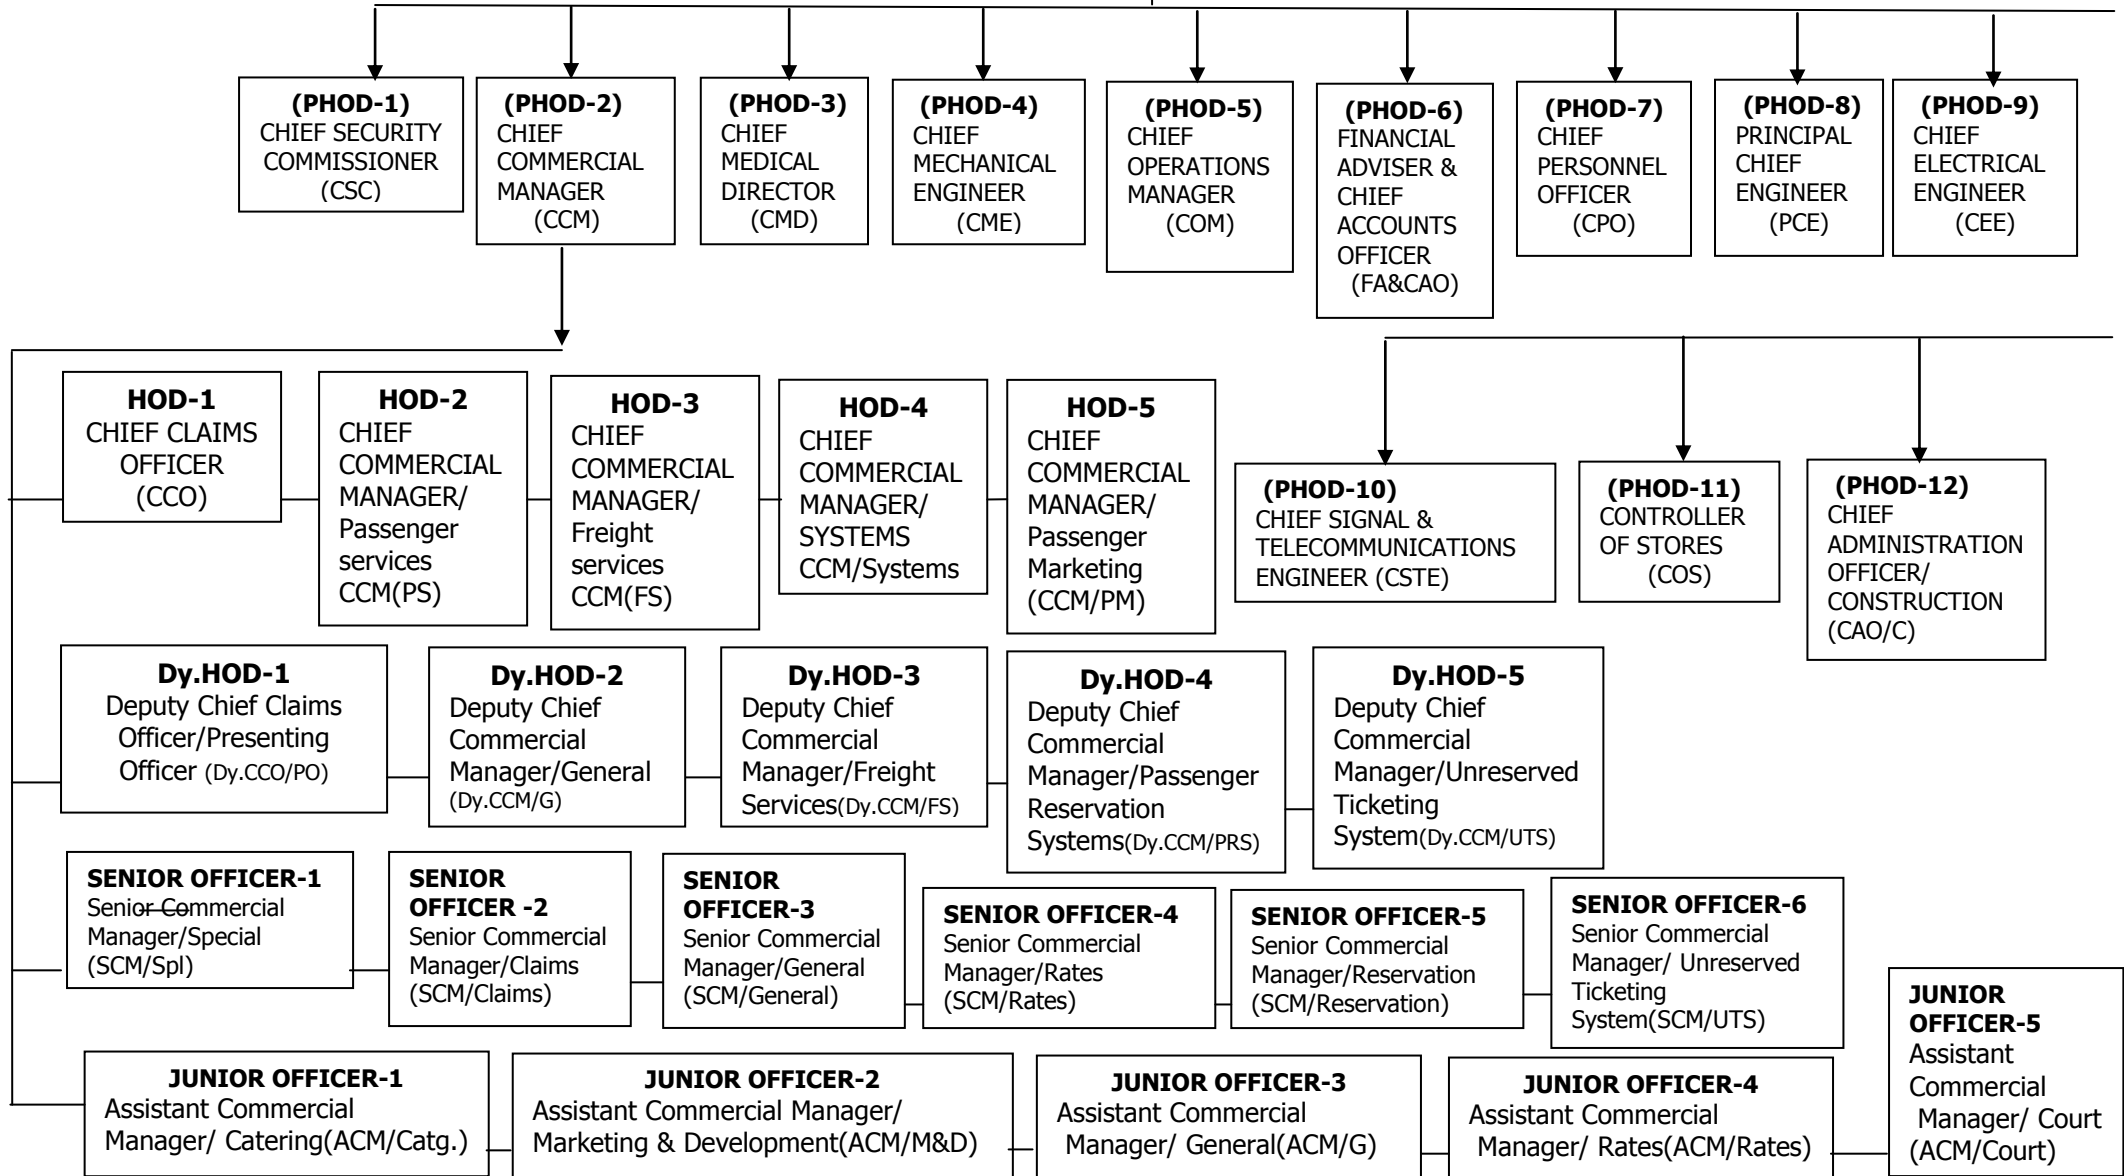 (PHOD-1)
CHIEF SECURITY
COMMISSIONER
(CSC)
(PHOD-2)
CHIEF
COMMERCIAL
MANAGER
(CCM)
(PHOD-3)
CHIEF
MEDICAL
DIRECTOR
(CMD)
(PHOD-4)
CHIEF
MECHANICAL
ENGINEER
(CME)
(PHOD-5)
CHIEF
OPERATIONS
MANAGER
(COM)
(PHOD-6)
FINANCIAL
ADVISER &
CHIEF
ACCOUNTS
OFFICER
(FA&CAO)
(PHOD-7)
CHIEF
PERSONNEL
OFFICER
(CPO)
(PHOD-8)
PRINCIPAL
CHIEF
ENGINEER
(PCE)
(PHOD-9)
CHIEF
ELECTRICAL
ENGINEER
(CEE)
HOD-1
CHIEF CLAIMS
OFFICER
(CCO)
HOD-2
CHIEF
COMMERCIAL
MANAGER/
Passenger
services
CCM(PS)
HOD-3
CHIEF
COMMERCIAL
MANAGER/
Freight
services
CCM(FS)
HOD-4
CHIEF
COMMERCIAL
MANAGER/
SYSTEMS
CCM/Systems
HOD-5
CHIEF
COMMERCIAL
MANAGER/
Passenger
Marketing
(CCM/PM)
(PHOD-10)
CHIEF SIGNAL &
TELECOMMUNICATIONS
ENGINEER (CSTE)
(PHOD-11)
CONTROLLER
OF STORES
(COS)
(PHOD-12)
CHIEF
ADMINISTRATION
OFFICER/
CONSTRUCTION
(CAO/C)
Dy.HOD-1
Deputy Chief Claims
Officer/Presenting
Officer (Dy.CCO/PO)
Dy.HOD-2
Deputy Chief
Commercial
Manager/General
(Dy.CCM/G)
Dy.HOD-3
Deputy Chief
Commercial
Manager/Freight
Services(Dy.CCM/FS)
Dy.HOD-4
Deputy Chief
Commercial
Manager/Passenger
Reservation
Systems(Dy.CCM/PRS)
Dy.HOD-5
Deputy Chief
Commercial
Manager/Unreserved
Ticketing
System(Dy.CCM/UTS)
SENIOR OFFICER-1
Senior Commercial
Manager/Special
(SCM/Spl)
SENIOR
OFFICER -2
Senior Commercial
Manager/Claims
(SCM/Claims)
SENIOR
OFFICER-3
Senior Commercial
Manager/General
(SCM/General)
SENIOR OFFICER-4
Senior Commercial
Manager/Rates
(SCM/Rates)
SENIOR OFFICER-5
Senior Commercial
Manager/Reservation
(SCM/Reservation)
SENIOR OFFICER-6
Senior Commercial
Manager/ Unreserved
Ticketing
System(SCM/UTS)
JUNIOR OFFICER-1
Assistant Commercial
Manager/ Catering(ACM/Catg.)
JUNIOR OFFICER-2
Assistant Commercial Manager/
Marketing & Development(ACM/M&D)
JUNIOR OFFICER-3
Assistant Commercial
Manager/ General(ACM/G)
JUNIOR OFFICER-4
Assistant Commercial
Manager/ Rates(ACM/Rates)
JUNIOR
OFFICER-5
Assistant
Commercial
Manager/ Court
(ACM/Court)